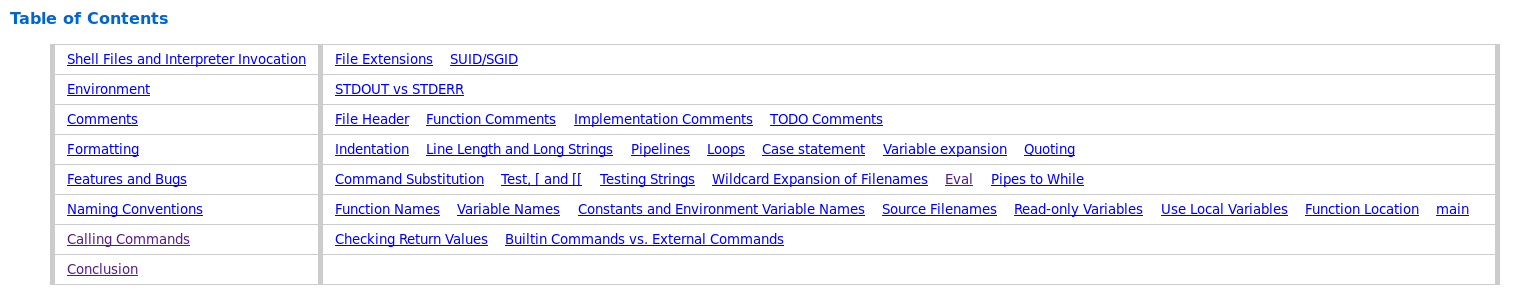 Table of Contents
Shell Files and Interpreter Invocation File Extensions SUID/SGID
Environment STDOUT vs STDERR
Comments File Header Function Comments Implementation Comments TODO Comments
Formatting Indentation Line Length and Long Strings Pipelines Loops Case statement Variable expansion Quoting
Features and Bugs Command Substitution Test, [ and [[ Testing Strings Wildcard Expansion of Filenames Eval Pipes to While
Naming Conventions Function Names Variable Names Constants and Environment Variable Names Source Filenames Read-only Variables Use Local Variables Function Location main
Calling Commands Checking Return Values Builtin Commands vs. External Commands
Conclusion